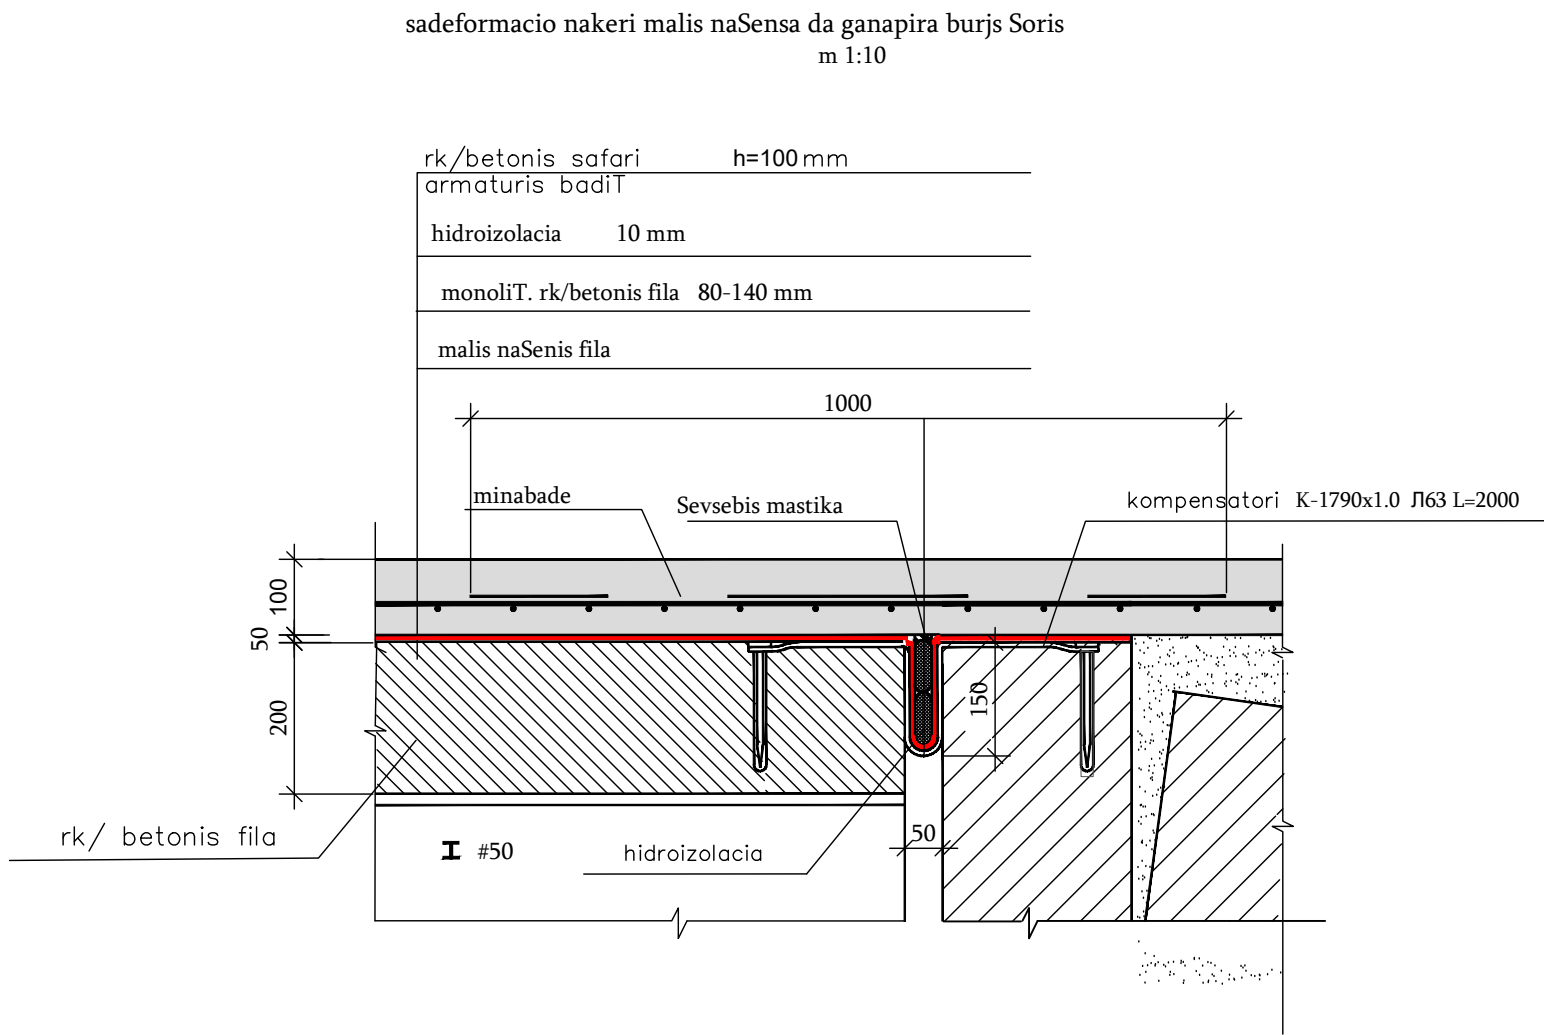 sadeformacio nakeri malis naSensa da ganapira burjs Soris
m 1:10
rk/betonis safari h=100 mm
armaturis badiT
hidroizolacia 10 mm
monoliT. rk/betonis fila 80-140 mm
malis naSenis fila
1000
minabade
Sevsebis mastika
kompensatori K-1790x1.0 Л63 L=2000
100
50
200
150
rk/ betonis fila
#50
hidroizolacia
50